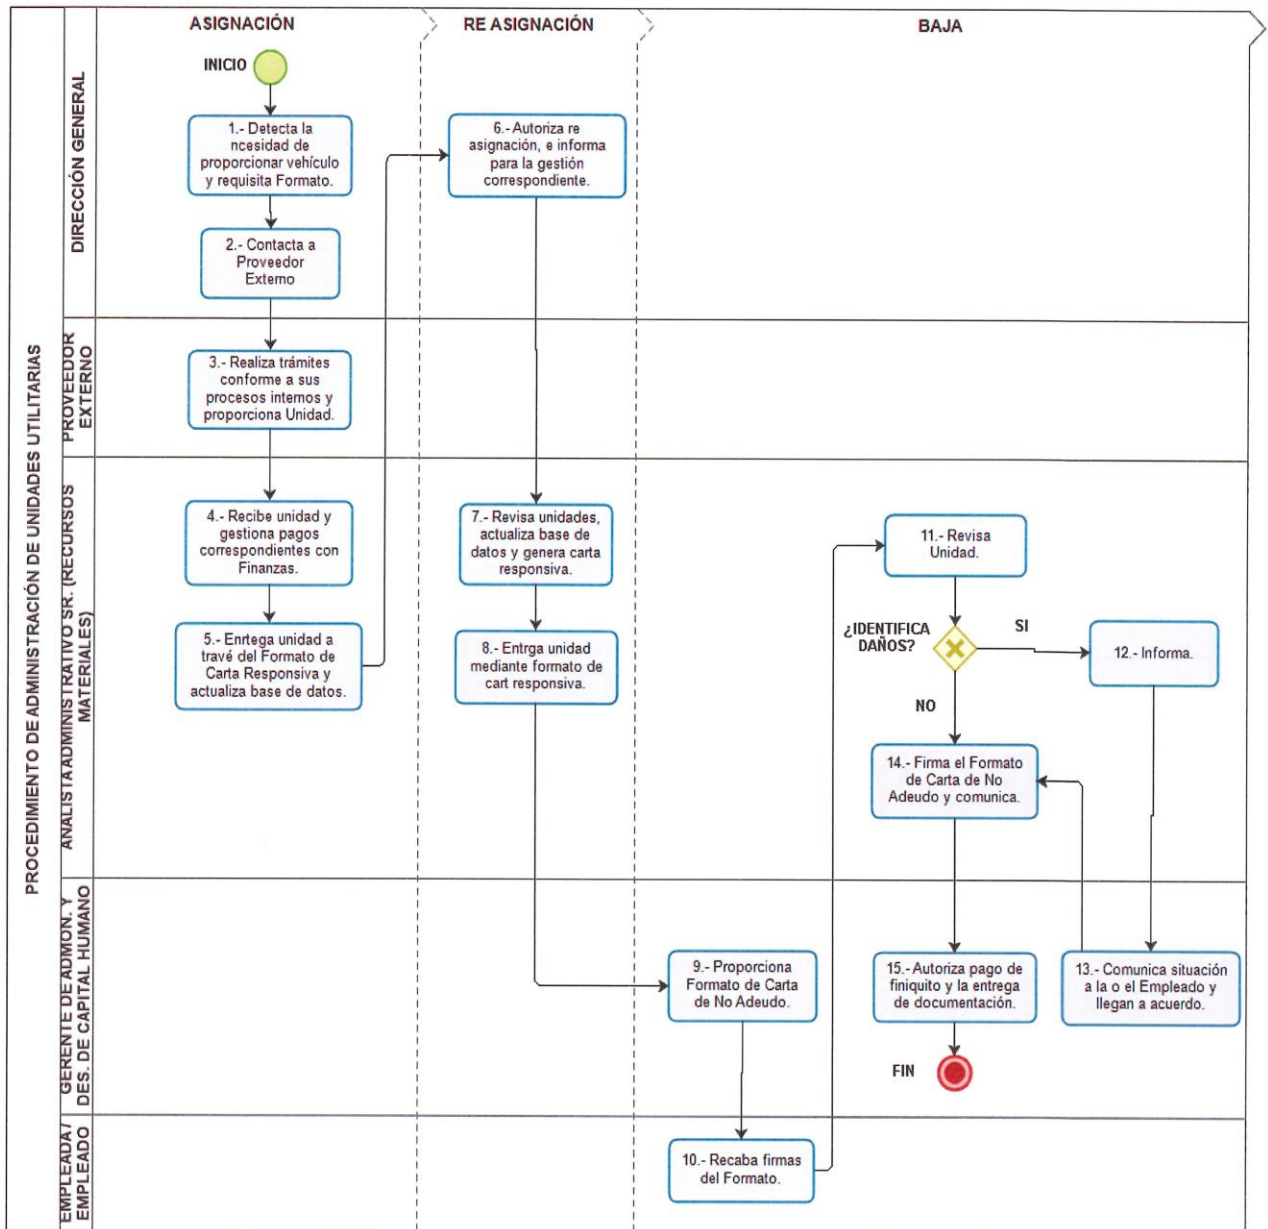 ASIGNACIÓN
RE ASIGNACIÓN
BAJA
PROCEDIMIENTO DE ADMINISTRACIÓN DE UNIDADES UTILITARIAS
DIRECCIÓN GENERAL
INICIO
1.- Detecta la
ncesidad de
proporcionar vehículo
y requisita Formato.
2.- Contacta a
Proveedor
Externo
6.- Autoriza re
asignación, e informa
para la gestión
correspondiente.
PROVEEDOR
EXTERNO
3.- Realiza trámites
conforme a sus
procesos internos y
proporciona Unidad.
ANALISTA ADMINISTRATIVO SR. (RECURSOS
MATERIALES)
4.- Recibe unidad y
gestiona pagos
correspondientes con
Finanzas.
5.- Enrtega unidad a
travé del Formato de
Carta Responsiva y
actualiza base de datos.
7.- Revisa unidades,
actualiza base de
datos y genera carta
responsiva.
8.- Entrga unidad
mediante formato de
cart responsiva.
11.- Revisa
Unidad.
¿IDENTIFICA
DAÑOS?
SI
12.- Informa.
NO
14.- Firma el Formato
de Carta de No
Adeudo y comunica.
GERENTE DE ADMON. Y
DES. DE CAPITAL HUMANO
9.- Proporciona
Formato de Carta
de No Adeudo.
15.- Autoriza pago de
finiquito y la entrega
de documentación.
13.- Comunica situación
a la o el Empleado y
llegan a acuerdo.
FIN
EMPLEADA /
EMPLEADO
10.- Recaba firmas
del Formato.